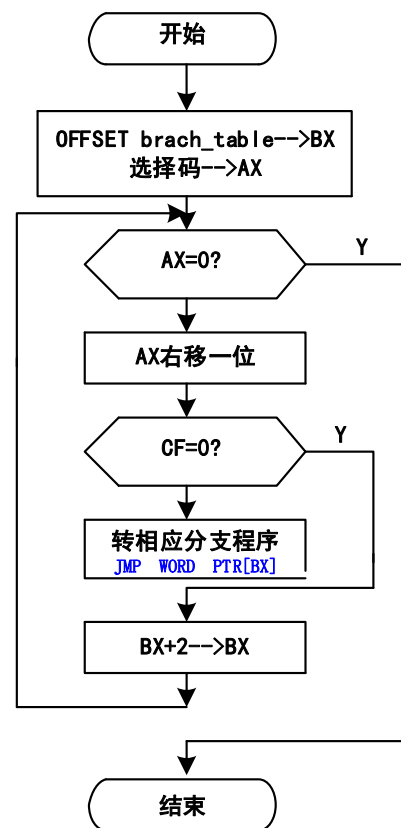 开始
OFFSET brach_table-->BX
选择码-->AX
AX=0?
Y
AX右移一位
CF=0?
Y
转相应分支程序
JMP WORD PTR[BX]
BX+2-->BX
结束